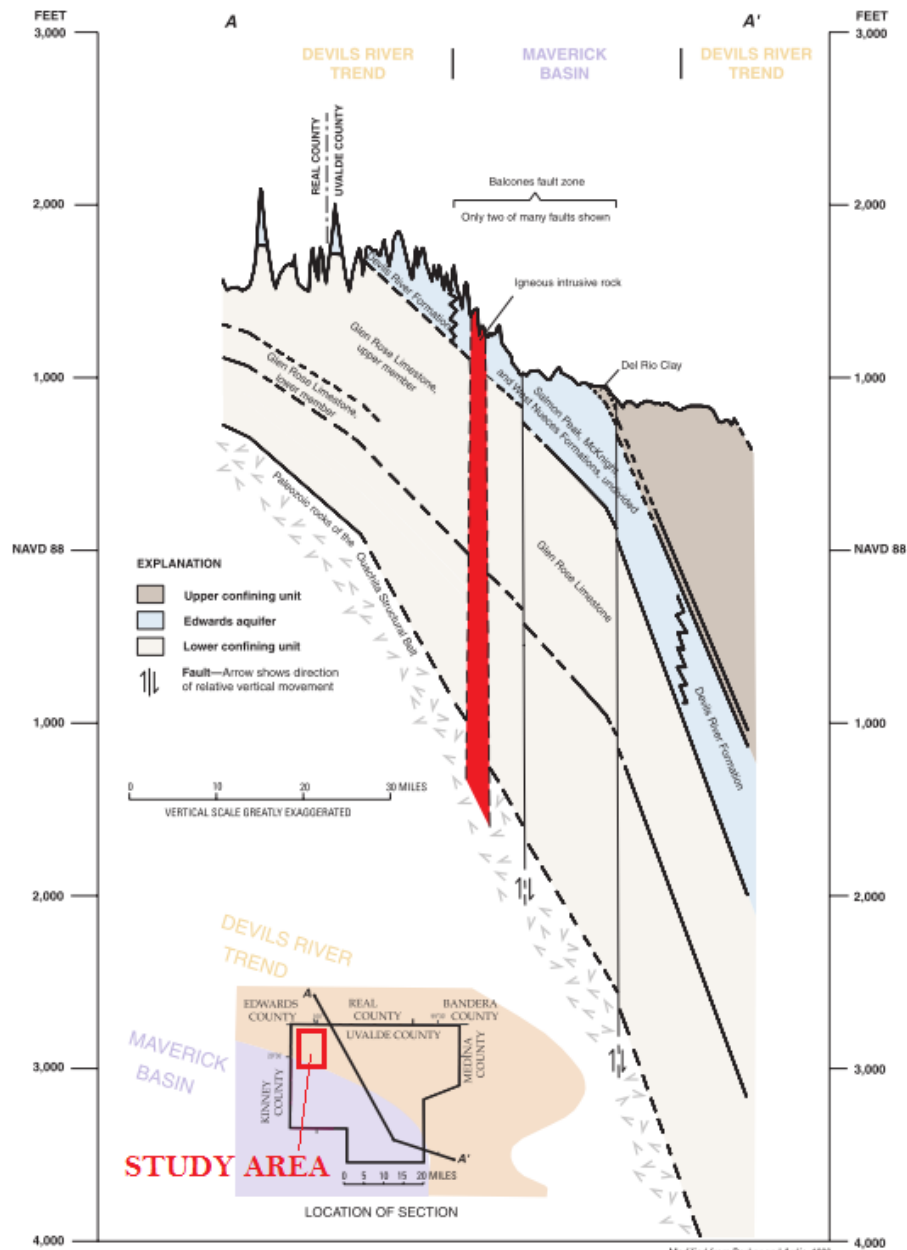 FEET
A
A'
FEET
3,000
3,000
DEVILS RIVER
TREND
MAVERICK
BASIN
DEVILS RIVER
TREND
REAL COUNTY
UVALDE COUNTY
Balcones fault zone
Only two of many faults shown
2,000
2,000
Igneous intrusive rock
Devils River Formation
Del Rio Clay
1,000
1,000
Glen Rose Limestone,
upper member
Glen Rose Limestone,
lower member
Salmon Peak, McKnight,
and West Nueces Formations, undivided
Paleozoic rocks of the Ouachita Structural Belt
Glen Rose Limestone
NAVD 88
NAVD 88
EXPLANATION
Upper confining unit
Edwards aquifer
Lower confining unit
Fault—Arrow shows direction
of relative vertical movement
Devils River Formation
1,000
1,000
0 10 20 30 MILES
VERTICAL SCALE GREATLY EXAGGERATED
2,000
2,000
DEVILS RIVER
TREND
A
EDWARDS
COUNTY
REAL
COUNTY
BANDERA
COUNTY
UVALDE COUNTY
MEDINA
COUNTY
MAVERICK
BASIN
KINNEY
COUNTY
3,000
3,000
STUDY AREA
A'
0 5 10 15 20 MILES
LOCATION OF SECTION
4,000
4,000